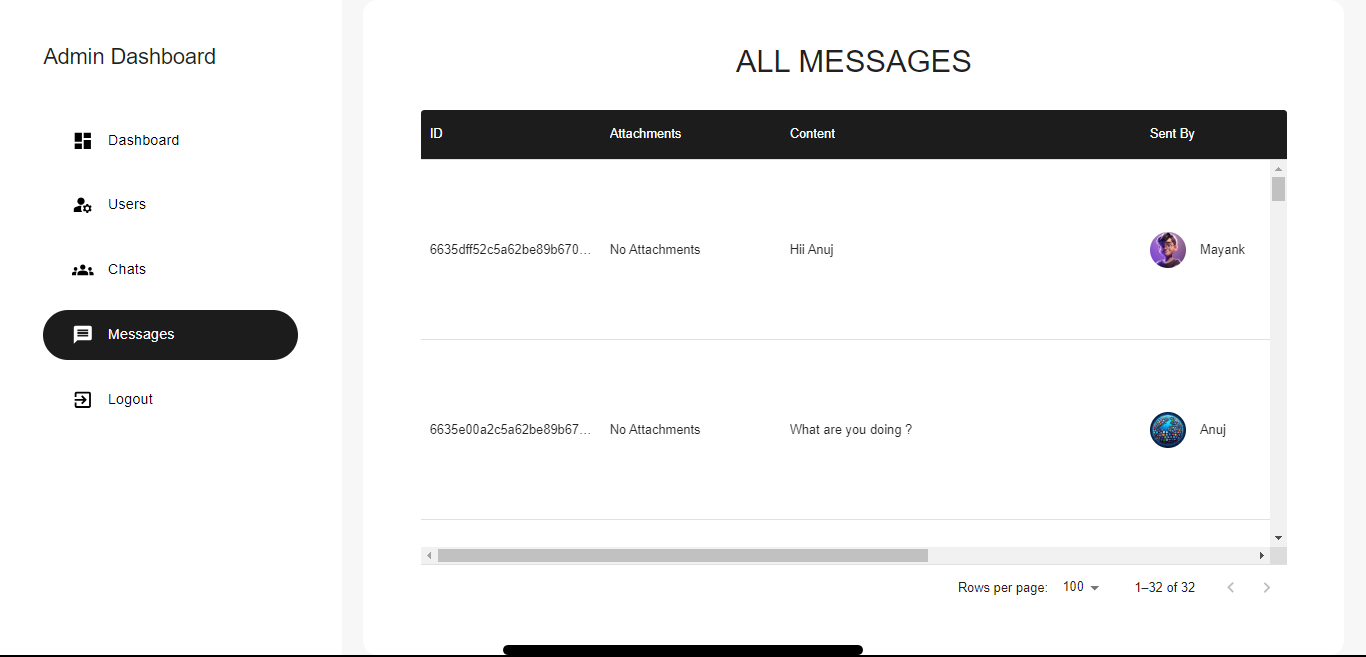 Admin Dashboard
Dashboard
Users
Chats
Messages
Logout
ALL MESSAGES
ID Attachments Content Sent By
6635dff52c5a62be89b670... No Attachments Hii Anuj Mayank
6635e00a2c5a62be89b67... No Attachments What are you doing ? Anuj
Rows per page: 100 1–32 of 32